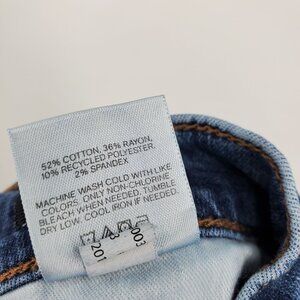 52% COTTON, 36% RAYON,
10% RECYCLED POLYESTER,
2% SPANDEX
MACHINE WASH COLD WITH LIKE
COLORS. ONLY NON-CHLORINE
BLEACH WHEN NEEDED. TUMBLE
DRY LOW. COOL IRON IF NEEDED.